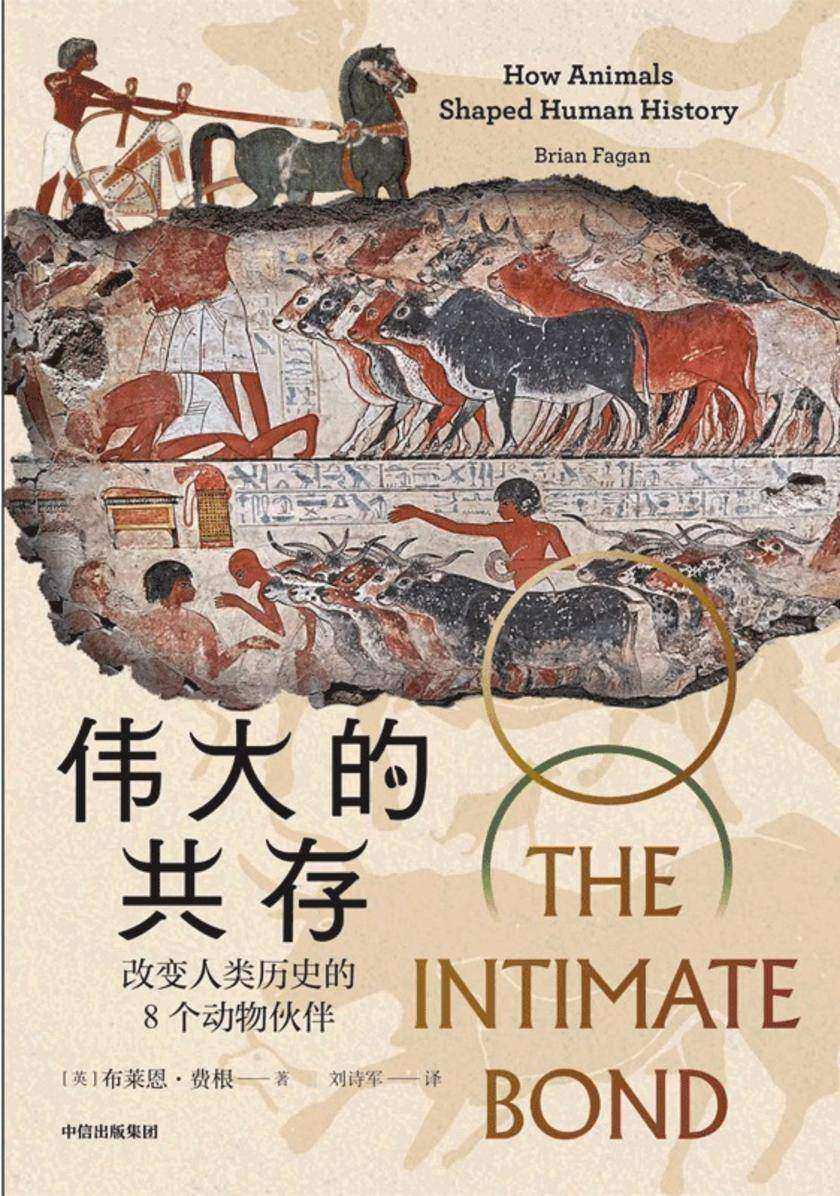 How Animals
Shaped Human History
Brian Fagan
伟大的
共存
改变人类历史的
8个动物伙伴
[英]布莱恩·费根——著 刘诗军——译
中信出版集团
THE
INTIMATE
BOND